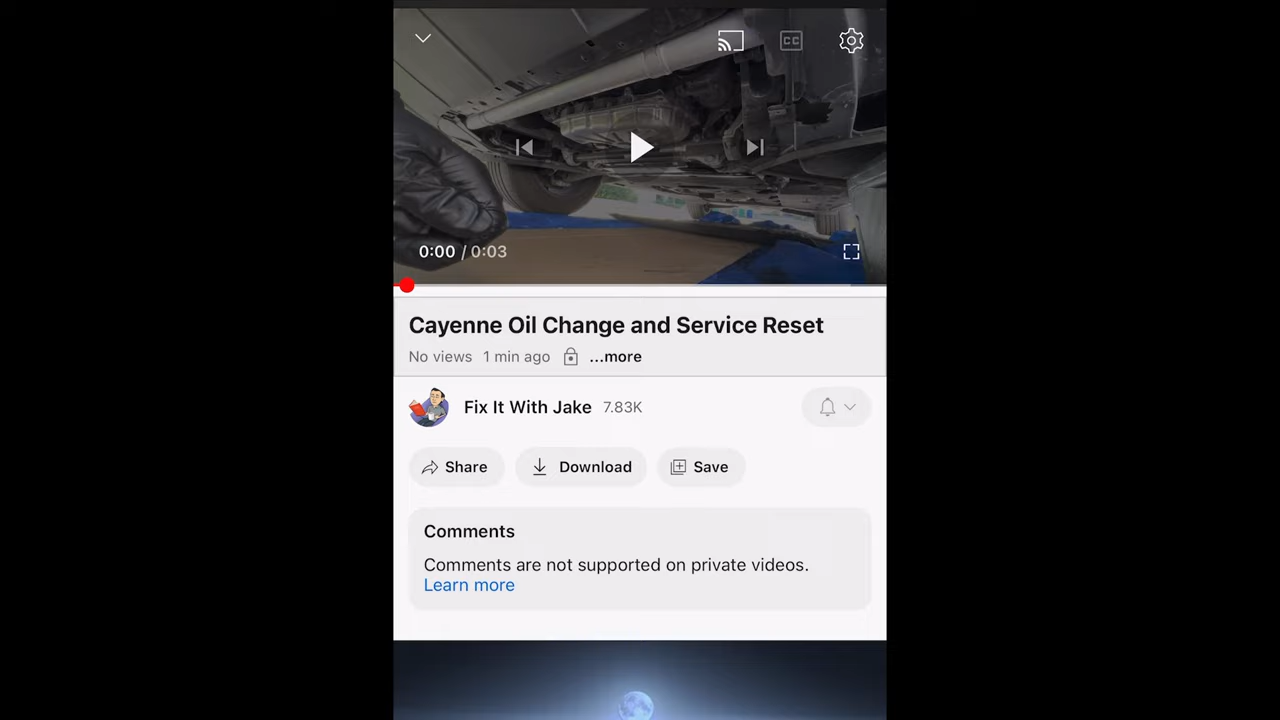 CC
0:00 / 0:03
Cayenne Oil Change and Service Reset
No views 1 min ago ...more
Fix It With Jake 7.83K
Share Download Save
Comments
Comments are not supported on private videos.
Learn more